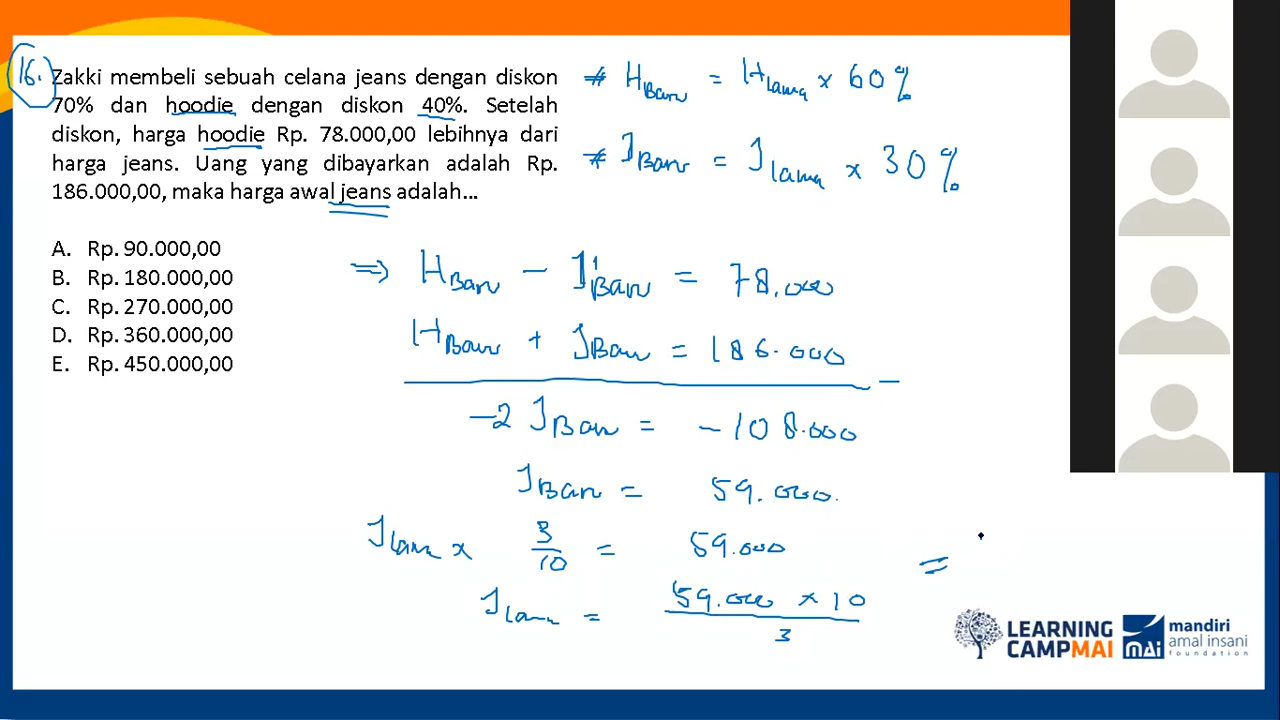 16.
Zakki membeli sebuah celana jeans dengan diskon
70% dan hoodie dengan diskon 40%. Setelah
diskon, harga hoodie Rp. 78.000,00 lebihnya dari
harga jeans. Uang yang dibayarkan adalah Rp.
186.000,00, maka harga awal jeans adalah...
A. Rp. 90.000,00
B. Rp. 180.000,00
C. Rp. 270.000,00
D. Rp. 360.000,00
E. Rp. 450.000,00
* H Baru = H lama x 60%
* J Baru = J lama x 30%
⇒ H Baru − J Baru = 78.000
H Baru + J Baru = 186.000 −
−2 J Baru = −108.000
J Baru = 59.000.
J lama x 3/10 = 59.000
J lama = 59.000 x 10 / 3 =
LEARNING
CAMPMAI
MAI
mandiri
amal insani
foundation